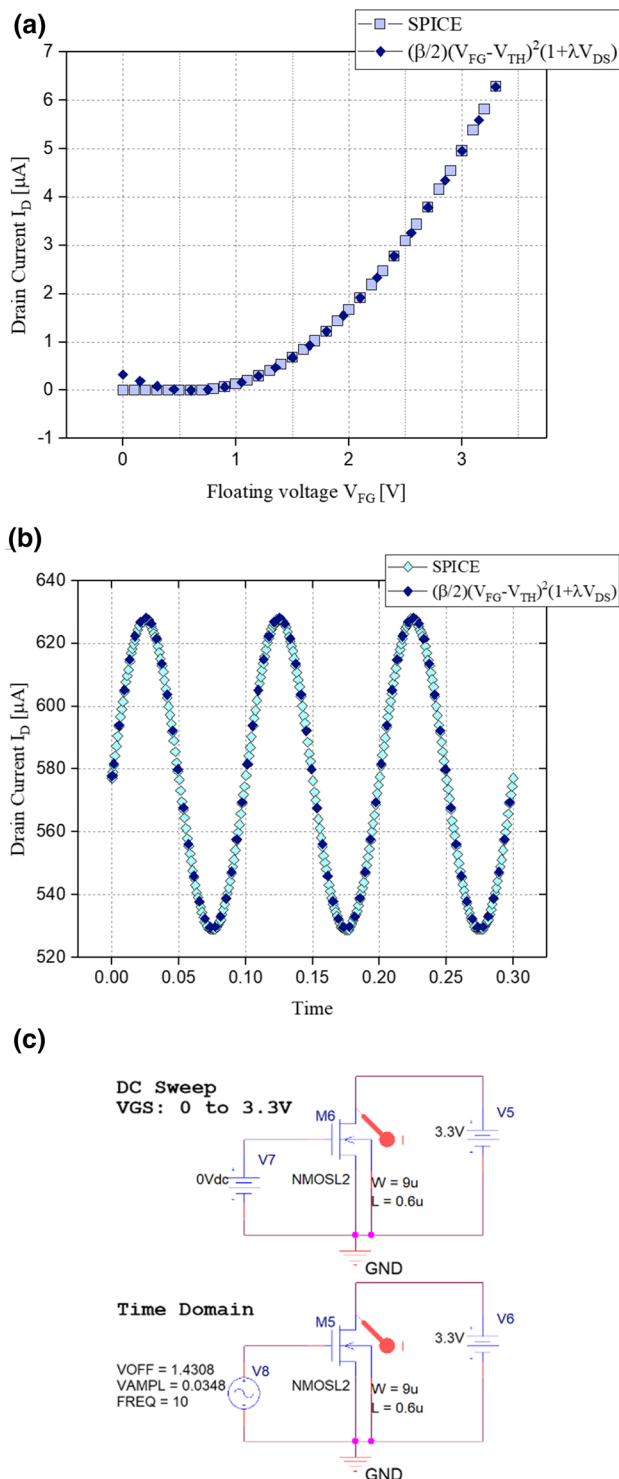 (a)
SPICE
(β/2)(V_FG-V_TH)²(1+λV_DS)
7
6
5
4
3
2
1
0
-1
Drain Current I_D [µA]
0 1 2 3
Floating voltage V_FG [V]
(b)
SPICE
(β/2)(V_FG-V_TH)²(1+λV_DS)
640
620
600
580
560
540
520
Drain Current I_D [µA]
0.00 0.05 0.10 0.15 0.20 0.25 0.30
Time
(c)
DC Sweep
VGS: 0 to 3.3V
M6
V5
3.3V
I
V7
0Vdc
NMOSL2
W = 9u
L = 0.6u
GND
Time Domain
M5
V6
3.3V
I
VOFF = 1.4308
VAMPL = 0.0348
FREQ = 10
V8
NMOSL2
W = 9u
L = 0.6u
GND